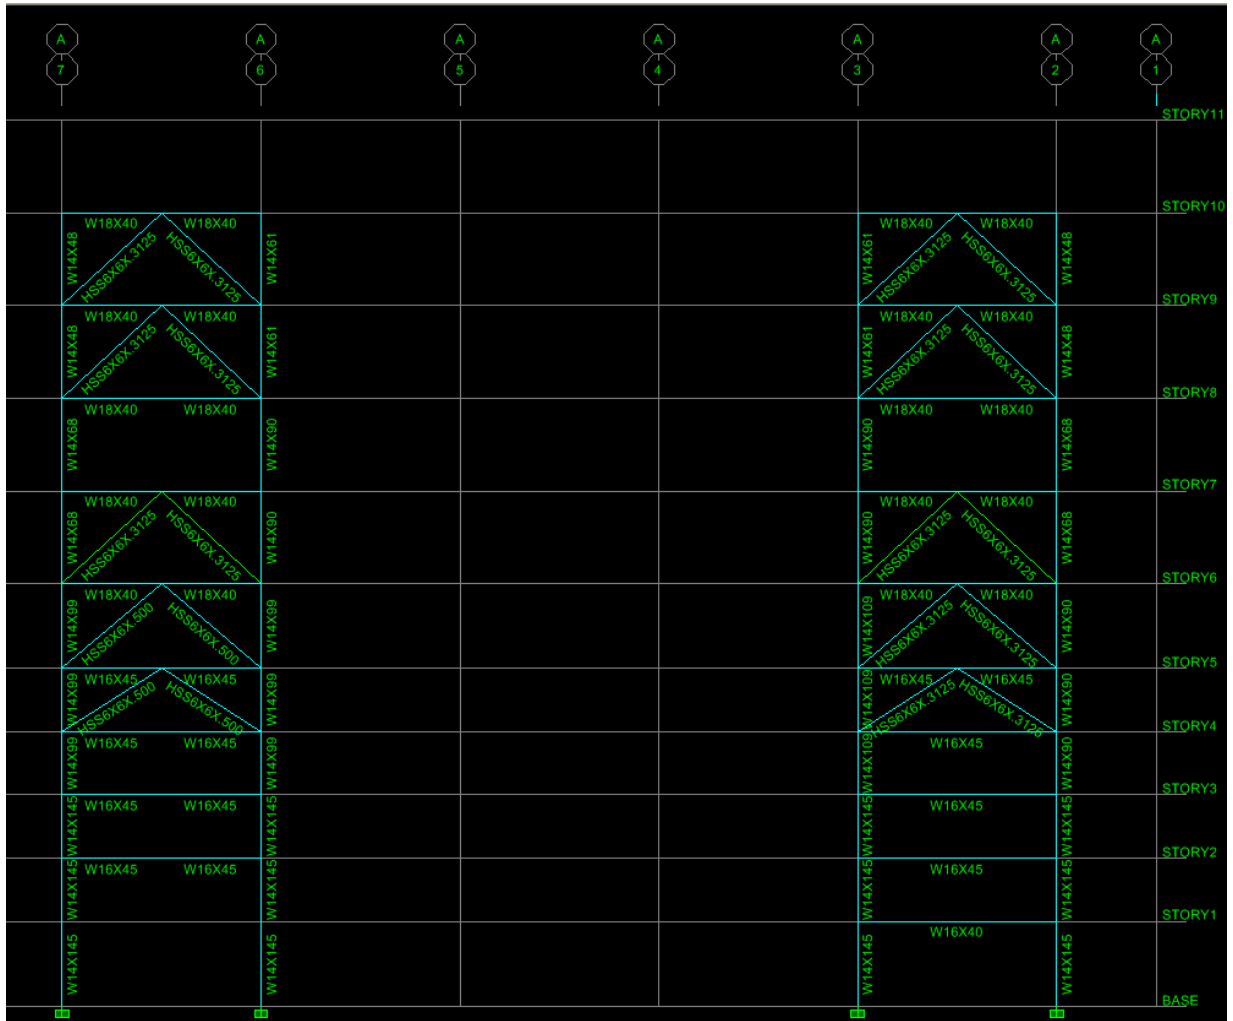 A A A A A A A
7 6 5 4 3 2 1
STORY11
STORY10
W18X40 W18X40 W18X40 W18X40
W14X48 HSS6X6X.3125 HSS6X6X.3125 W14X61 W14X61 HSS6X6X.3125 HSS6X6X.3125 W14X48
STORY9
W18X40 W18X40 W18X40 W18X40
W14X48 HSS6X6X.3125 HSS6X6X.3125 W14X61 W14X61 HSS6X6X.3125 HSS6X6X.3125 W14X48
STORY8
W18X40 W18X40 W18X40 W18X40
W14X68 W14X90 W14X90 W14X68
STORY7
W18X40 W18X40 W18X40 W18X40
W14X68 HSS6X6X.3125 HSS6X6X.3125 W14X90 W14X90 HSS6X6X.3125 HSS6X6X.3125 W14X68
STORY6
W18X40 W18X40 W18X40 W18X40
W14X99 HSS6X6X.500 HSS6X6X.500 W14X99 W14X109 HSS6X6X.3125 HSS6X6X.3125 W14X90
STORY5
W16X45 W16X45 W16X45 W16X45
W14X99 HSS6X6X.500 HSS6X6X.500 W14X99 W14X109 HSS6X6X.3125 HSS6X6X.3125 W14X90
STORY4
W16X45 W16X45 W16X45
W14X99 W14X99 W14X109 W14X90
STORY3
W16X45 W16X45 W16X45
W14X145 W14X145 W14X145 W14X145
STORY2
W16X45 W16X45 W16X45
W14X145 W14X145 W14X145 W14X145
STORY1
W16X40
W14X145 W14X145 W14X145 W14X145
BASE